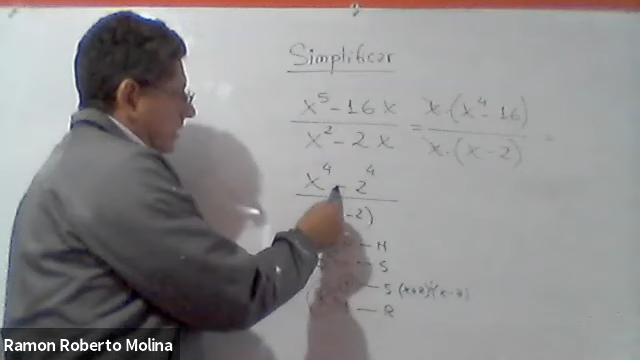 Simplificar
x⁵ - 16x / x² - 2x = x·(x⁴ - 16) / x·(x - 2) =
x⁴ - 2⁴
-2)
— N
— S
— S (x+2)·(x-2)
— R
Ramon Roberto Molina